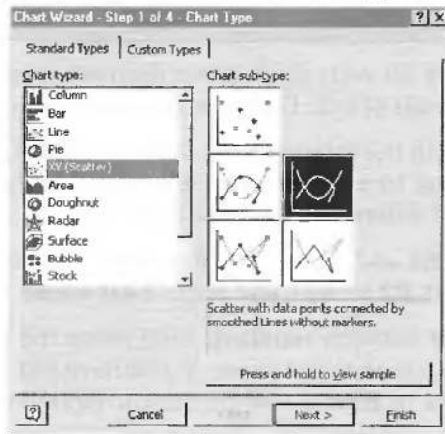 Chart Wizard - Step 1 of 4 - Chart Type
Standard Types
Custom Types
Chart type:
Column
Bar
Line
Pie
XY (Scatter)
Area
Doughnut
Radar
Surface
Bubble
Stock
Chart sub-type:
Scatter with data points connected by
smoothed Lines without markers.
Press and hold to view sample
Cancel
Next >
Finish